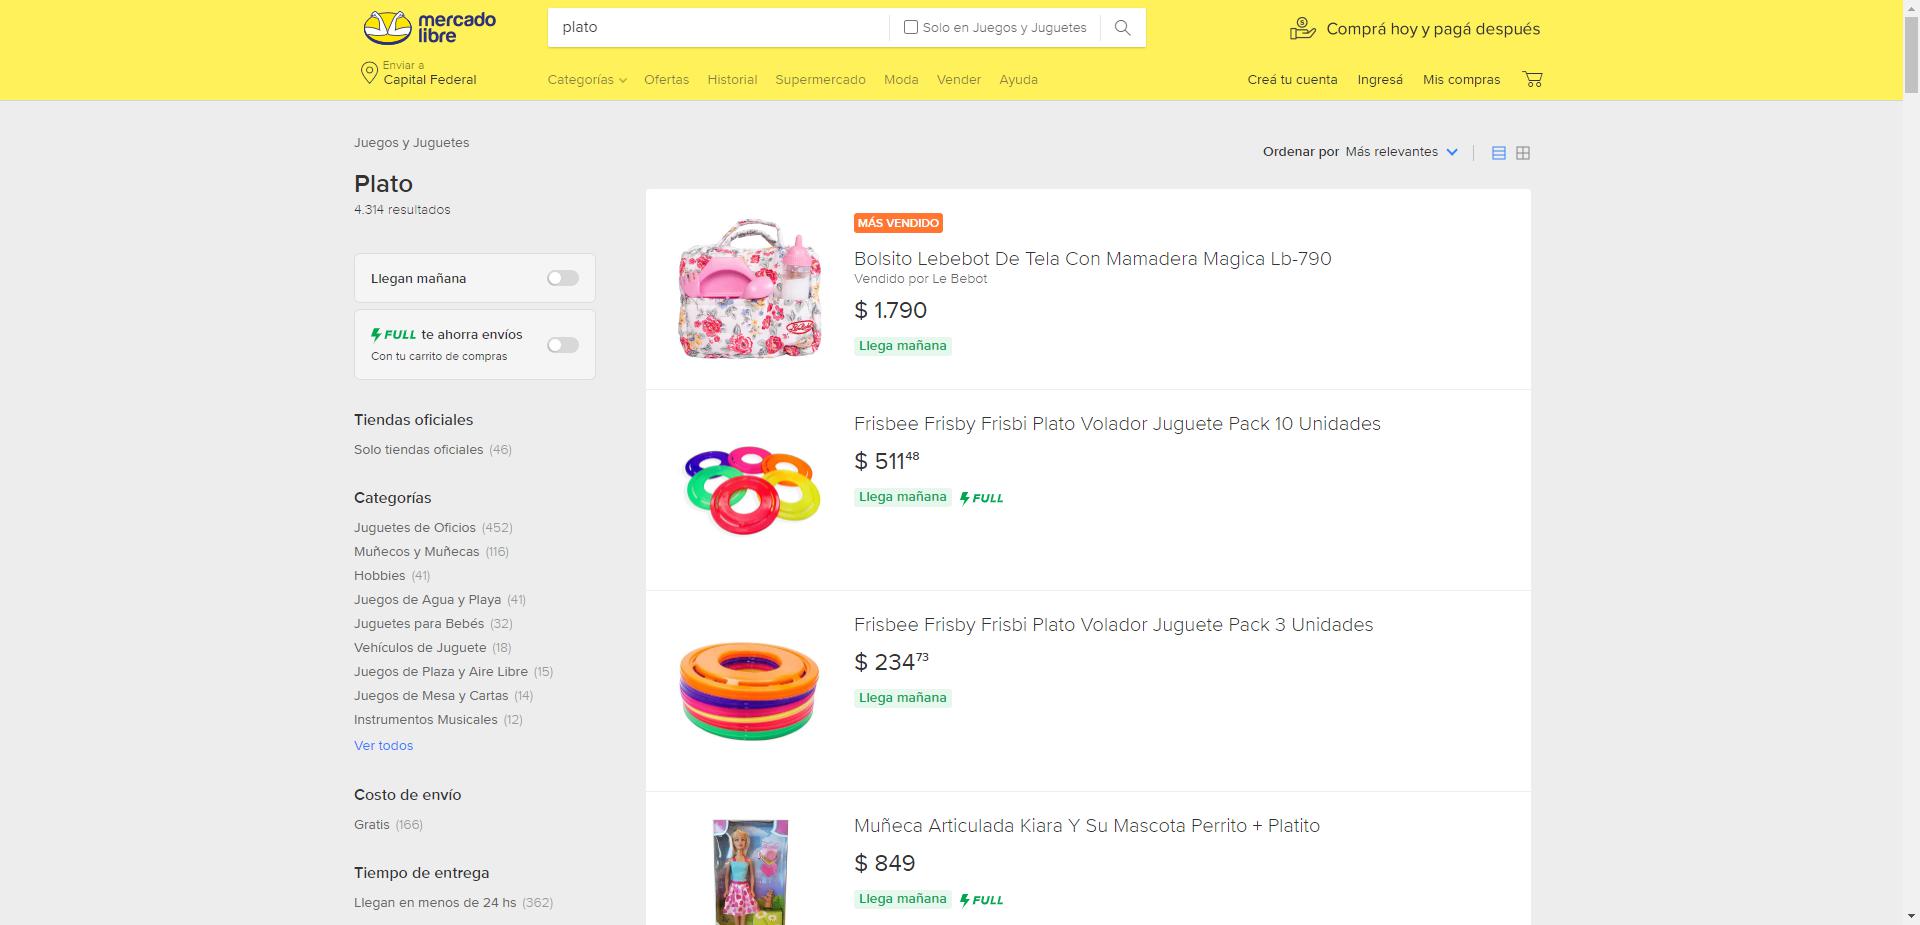 mercado
libre
plato
Solo en Juegos y Juguetes
Comprá hoy y pagá después
Enviar a
Capital Federal
Categorías
Ofertas
Historial
Supermercado
Moda
Vender
Ayuda
Creá tu cuenta
Ingresá
Mis compras
Juegos y Juguetes
Plato
4.314 resultados
Ordenar por Más relevantes
Llegan mañana
FULL te ahorra envíos
Con tu carrito de compras
Tiendas oficiales
Solo tiendas oficiales (46)
Categorías
Juguetes de Oficios (452)
Muñecos y Muñecas (116)
Hobbies (41)
Juegos de Agua y Playa (41)
Juguetes para Bebés (32)
Vehículos de Juguete (18)
Juegos de Plaza y Aire Libre (15)
Juegos de Mesa y Cartas (14)
Instrumentos Musicales (12)
Ver todos
Costo de envío
Gratis (166)
Tiempo de entrega
Llegan en menos de 24 hs (362)
MÁS VENDIDO
Bolsito Lebebot De Tela Con Mamadera Magica Lb-790
Vendido por Le Bebot
$ 1.790
Llega mañana
Frisbee Frisby Frisbi Plato Volador Juguete Pack 10 Unidades
$ 511 48
Llega mañana FULL
Frisbee Frisby Frisbi Plato Volador Juguete Pack 3 Unidades
$ 234 73
Llega mañana
Muñeca Articulada Kiara Y Su Mascota Perrito + Platito
$ 849
Llega mañana FULL